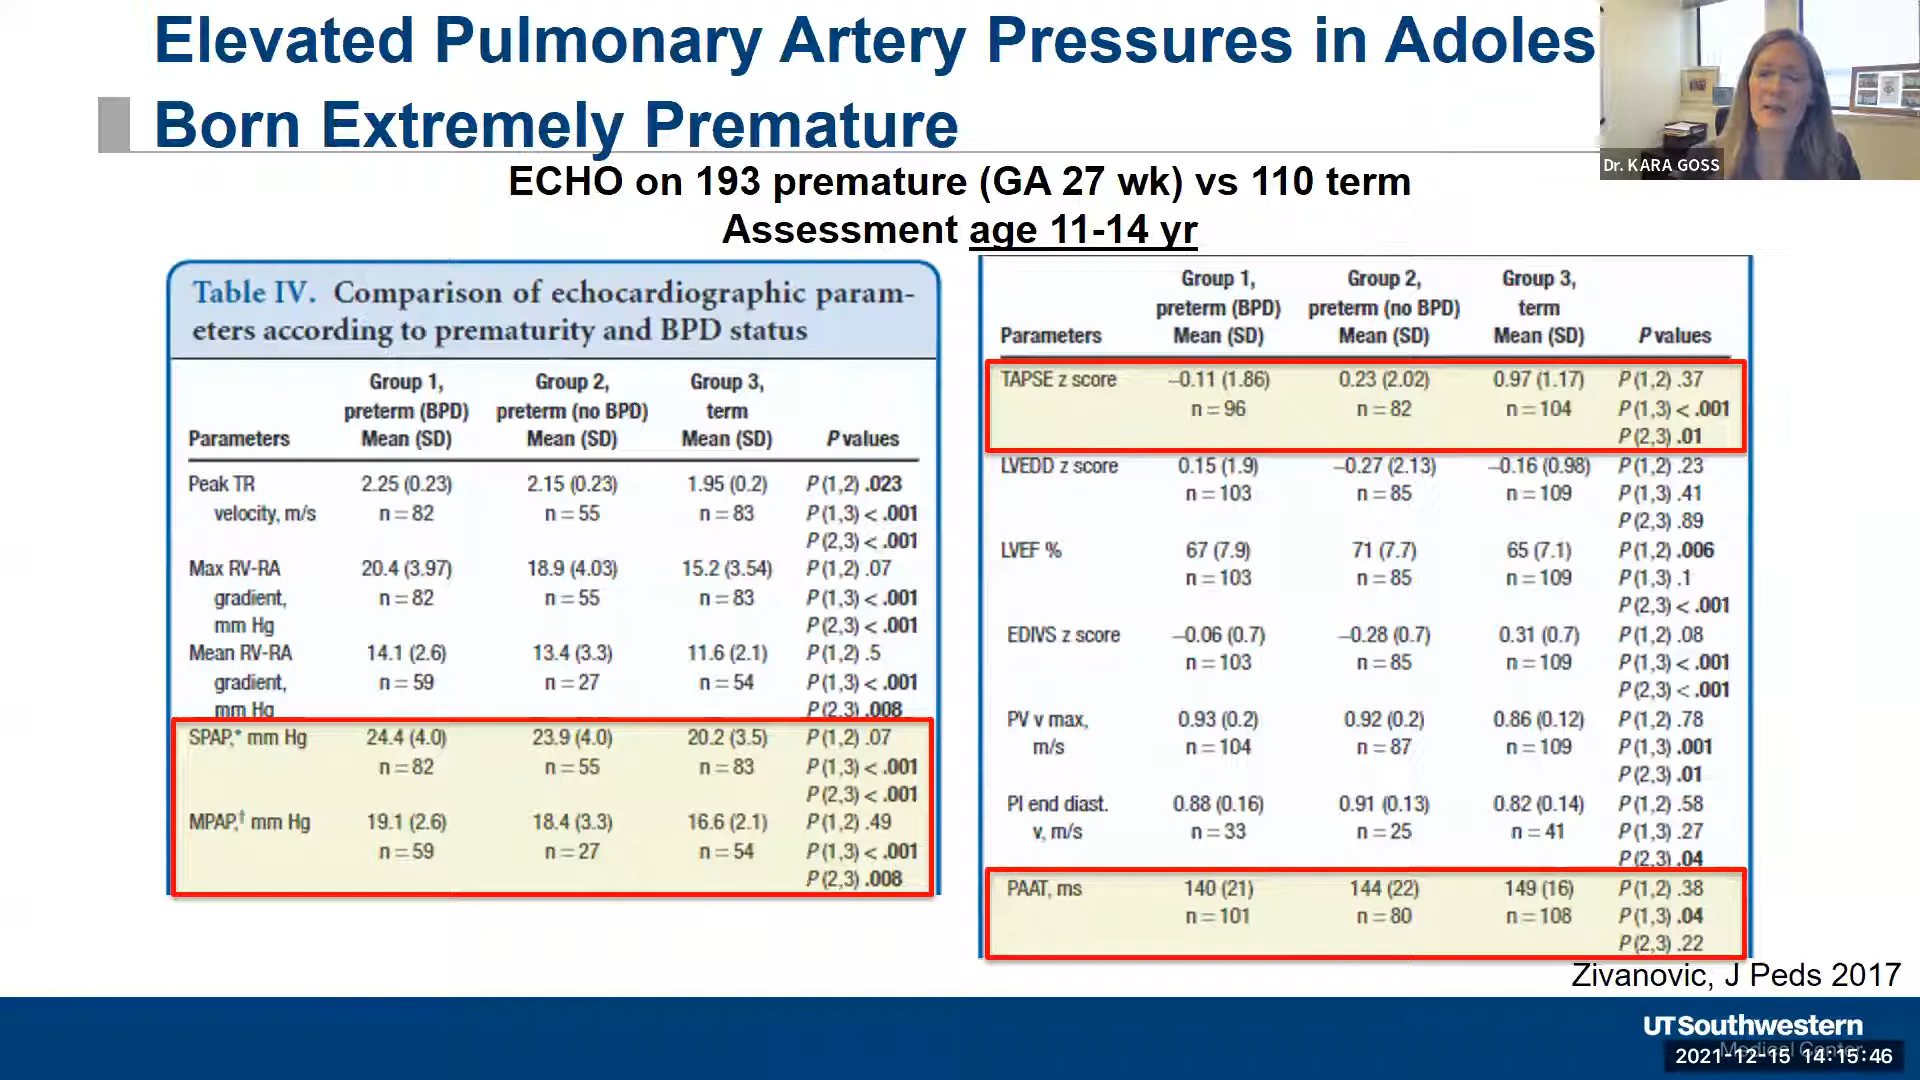 Elevated Pulmonary Artery Pressures in Adoles
Born Extremely Premature
Dr. KARA GOSS
ECHO on 193 premature (GA 27 wk) vs 110 term
Assessment age 11-14 yr
Table IV. Comparison of echocardiographic param-
eters according to prematurity and BPD status
Group 1, Group 2, Group 3,
preterm (BPD) preterm (no BPD) term
Parameters Mean (SD) Mean (SD) Mean (SD) P values
Peak TR 2.25 (0.23) 2.15 (0.23) 1.95 (0.2) P (1,2) .023
velocity, m/s n = 82 n = 55 n = 83 P (1,3) < .001
P (2,3) < .001
Max RV-RA 20.4 (3.97) 18.9 (4.03) 15.2 (3.54) P (1,2) .07
gradient, n = 82 n = 55 n = 83 P (1,3) < .001
mm Hg P (2,3) < .001
Mean RV-RA 14.1 (2.6) 13.4 (3.3) 11.6 (2.1) P (1,2) .5
gradient, n = 59 n = 27 n = 54 P (1,3) < .001
mm Hg P (2,3) .008
SPAP,* mm Hg 24.4 (4.0) 23.9 (4.0) 20.2 (3.5) P (1,2) .07
n = 82 n = 55 n = 83 P (1,3) < .001
P (2,3) < .001
MPAP,† mm Hg 19.1 (2.6) 18.4 (3.3) 16.6 (2.1) P (1,2) .49
n = 59 n = 27 n = 54 P (1,3) < .001
P (2,3) .008
Group 1, Group 2, Group 3,
preterm (BPD) preterm (no BPD) term
Parameters Mean (SD) Mean (SD) Mean (SD) P values
TAPSE z score –0.11 (1.86) 0.23 (2.02) 0.97 (1.17) P (1,2) .37
n = 96 n = 82 n = 104 P (1,3) < .001
P (2,3) .01
LVEDD z score 0.15 (1.9) –0.27 (2.13) –0.16 (0.98) P (1,2) .23
n = 103 n = 85 n = 109 P (1,3) .41
P (2,3) .89
LVEF % 67 (7.9) 71 (7.7) 65 (7.1) P (1,2) .006
n = 103 n = 85 n = 109 P (1,3) .1
P (2,3) < .001
EDIVS z score –0.06 (0.7) –0.28 (0.7) 0.31 (0.7) P (1,2) .08
n = 103 n = 85 n = 109 P (1,3) < .001
P (2,3) < .001
PV v max, 0.93 (0.2) 0.92 (0.2) 0.86 (0.12) P (1,2) .78
m/s n = 104 n = 87 n = 109 P (1,3) .001
P (2,3) .01
PI end diast. 0.88 (0.16) 0.91 (0.13) 0.82 (0.14) P (1,2) .58
v, m/s n = 33 n = 25 n = 41 P (1,3) .27
P (2,3) .04
PAAT, ms 140 (21) 144 (22) 149 (16) P (1,2) .38
n = 101 n = 80 n = 108 P (1,3) .04
P (2,3) .22
Zivanovic, J Peds 2017
UTSouthwestern
Medical Center
2021-12-15 14:15:46